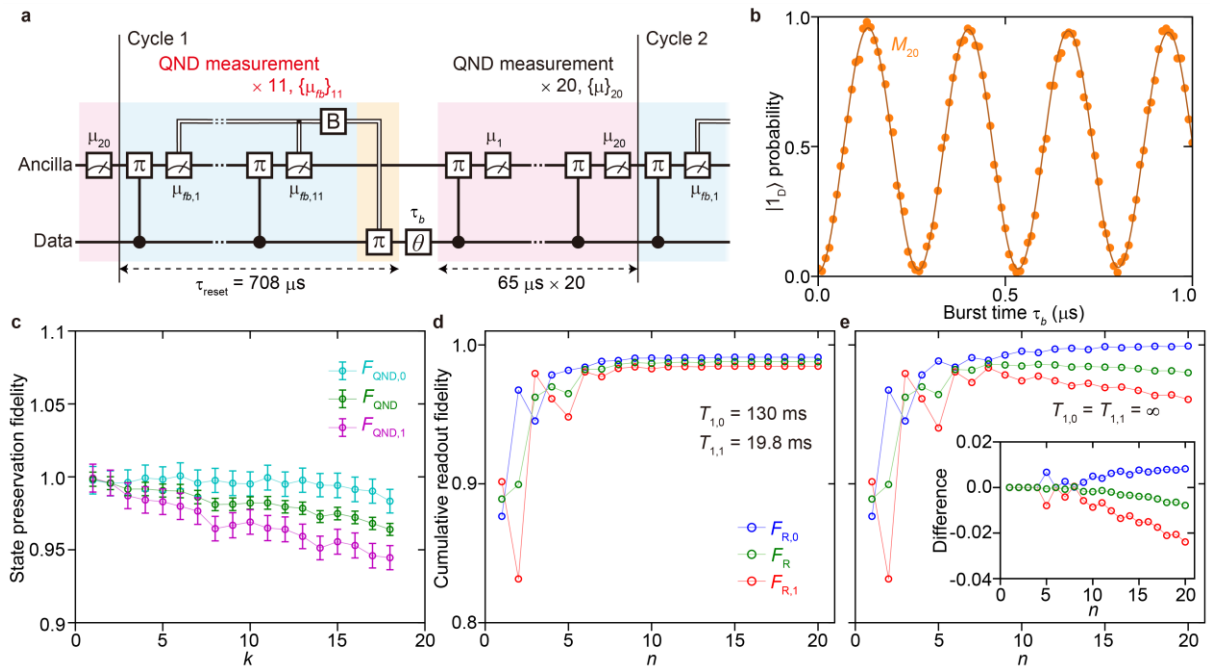 a
Cycle 1
Cycle 2
QND measurement
× 11, {μfb}11
QND measurement
× 20, {μ}20
B
μ20
π
π
μ1
π
π
μ20
π
Ancilla
μfb,1
μfb,11
μfb,1
τb
Data
π
θ
τreset = 708 μs
65 μs × 20
b
M20
1.0
0.5
0.0
|1D⟩ probability
0.0
0.5
1.0
Burst time τb (μs)
c
1.1
1.05
1.0
0.95
0.9
State preservation fidelity
FQND,0
FQND
FQND,1
0
5
10
15
20
k
d
1.0
0.9
0.8
Cumulative readout fidelity
T1,0 = 130 ms
T1,1 = 19.8 ms
FR,0
FR
FR,1
0
5
10
15
20
n
e
T1,0 = T1,1 = ∞
0.02
0.0
-0.02
-0.04
Difference
0
5
10
15
20
n
0
5
10
15
20
n